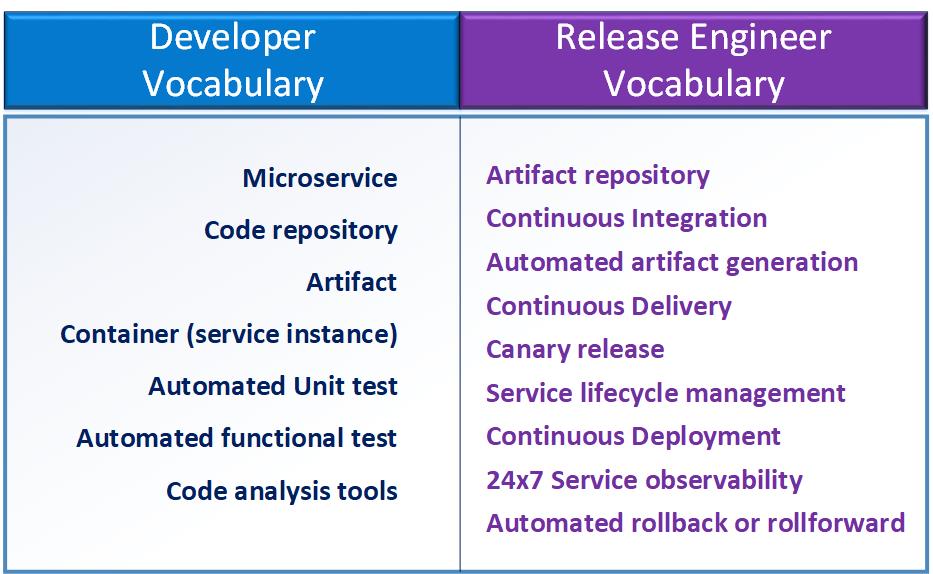 Developer
Vocabulary
Release Engineer
Vocabulary
Microservice
Code repository
Artifact
Container (service instance)
Automated Unit test
Automated functional test
Code analysis tools
Artifact repository
Continuous Integration
Automated artifact generation
Continuous Delivery
Canary release
Service lifecycle management
Continuous Deployment
24x7 Service observability
Automated rollback or rollforward